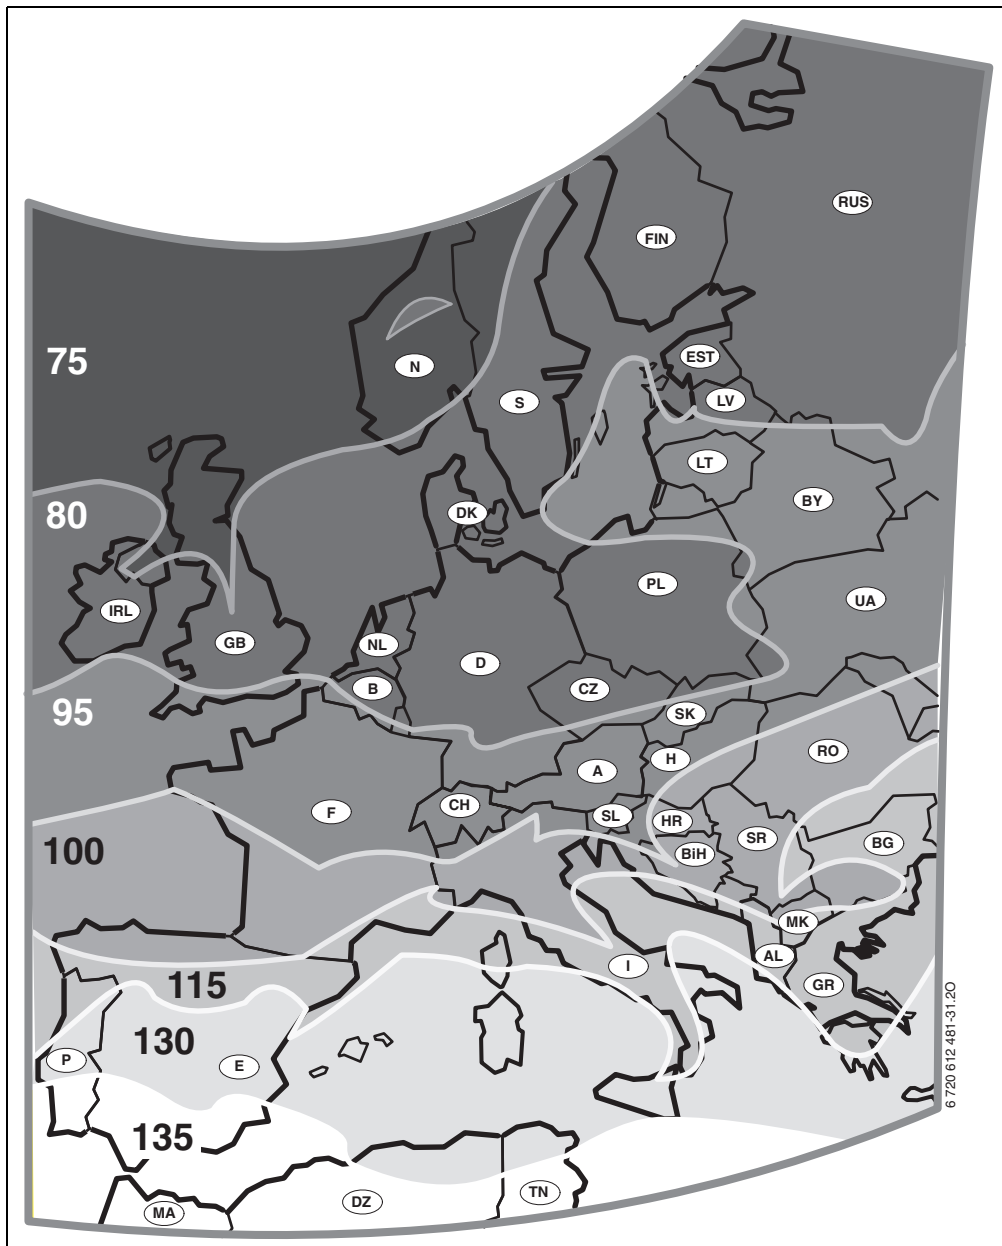 RUS
FIN
75
N
EST
S
LV
LT
80
DK
BY
PL
IRL
UA
GB
NL
D
B
CZ
95
SK
RO
H
A
CH
F
SL
HR
SR
BG
100
BiH
MK
AL
I
115
GR
130
P
E
135
TN
DZ
MA
6 720 612 481-31.2O